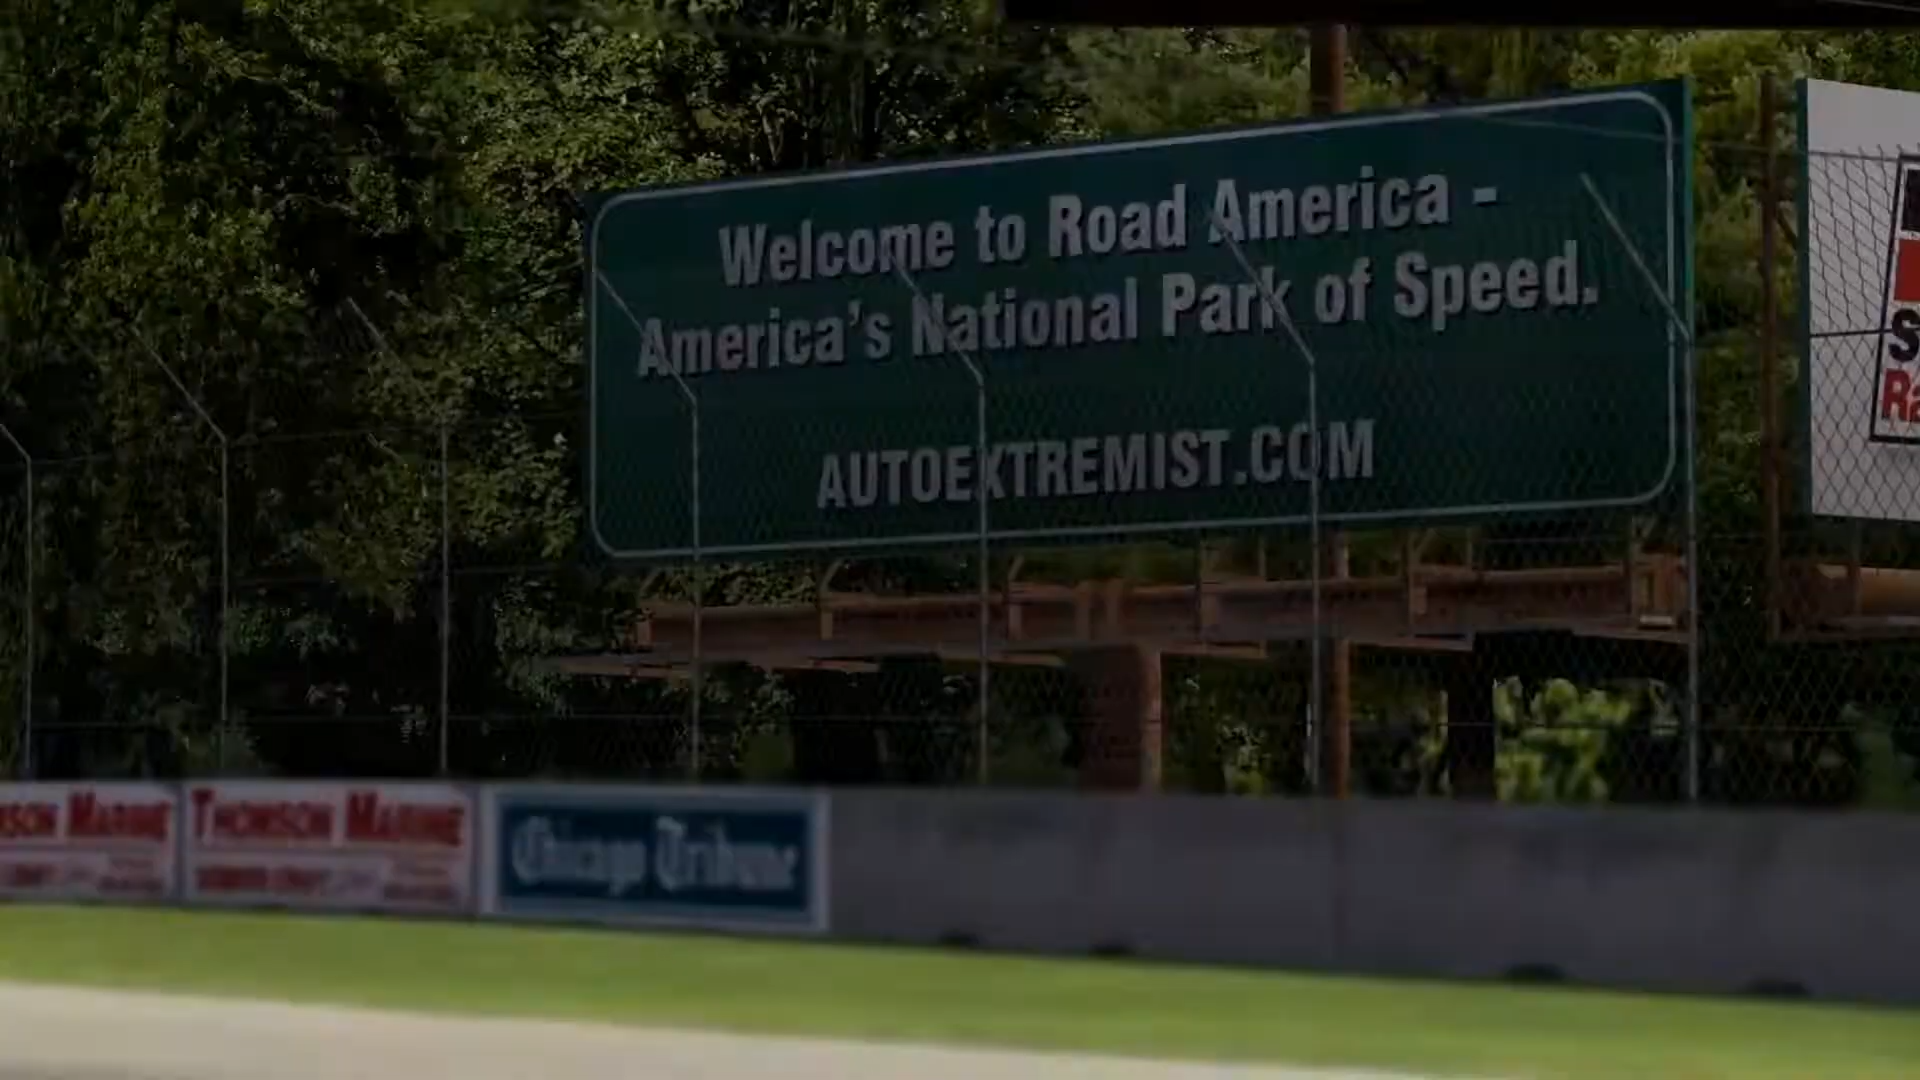 Welcome to Road America -
America's National Park of Speed.
AUTOEXTREMIST.COM
THOMSON MARINE
Chicago Tribune